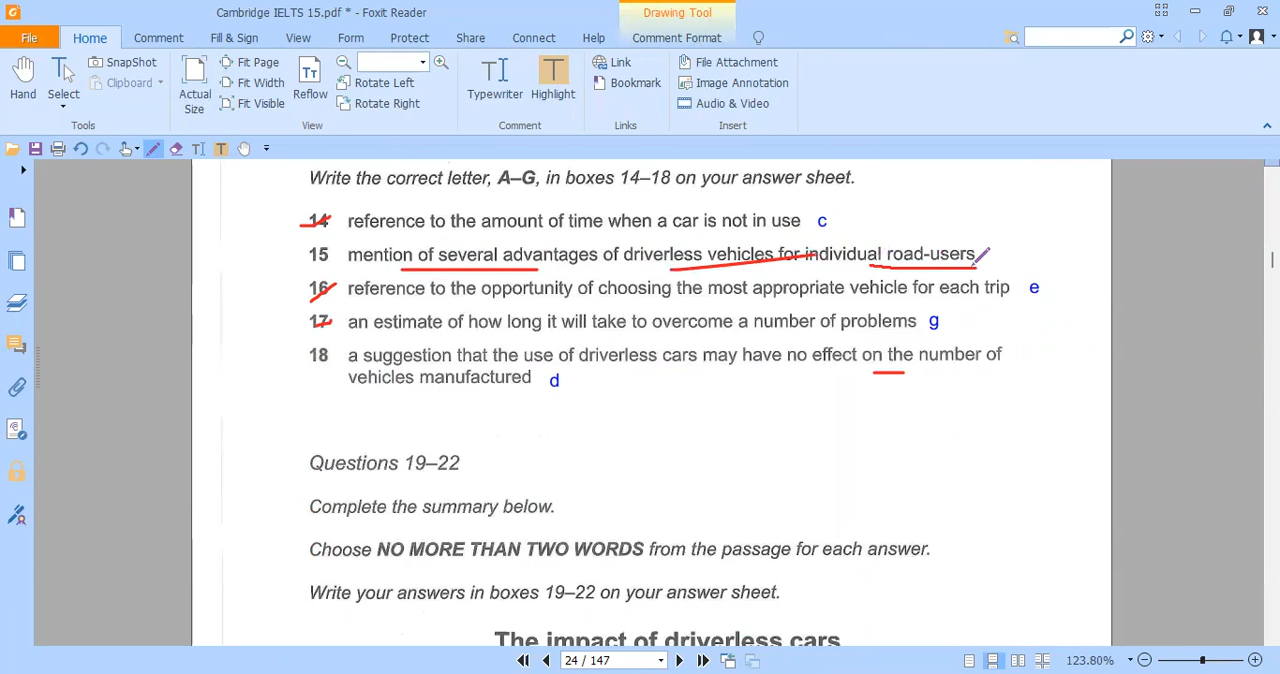 Cambridge IELTS 15.pdf * - Foxit Reader
Drawing Tool
File Home Comment Fill & Sign View Form Protect Share Connect Help Comment Format
Hand Select SnapShot Clipboard
Actual Size Fit Page Fit Width Fit Visible Reflow Rotate Left Rotate Right
Typewriter Highlight
Link Bookmark
File Attachment Image Annotation Audio & Video
Tools View Comment Links Insert
Write the correct letter, A–G, in boxes 14–18 on your answer sheet.
14 reference to the amount of time when a car is not in use c
15 mention of several advantages of driverless vehicles for individual road-users
16 reference to the opportunity of choosing the most appropriate vehicle for each trip e
17 an estimate of how long it will take to overcome a number of problems g
18 a suggestion that the use of driverless cars may have no effect on the number of
vehicles manufactured d
Questions 19–22
Complete the summary below.
Choose NO MORE THAN TWO WORDS from the passage for each answer.
Write your answers in boxes 19–22 on your answer sheet.
The impact of driverless cars
24 / 147 123.80%